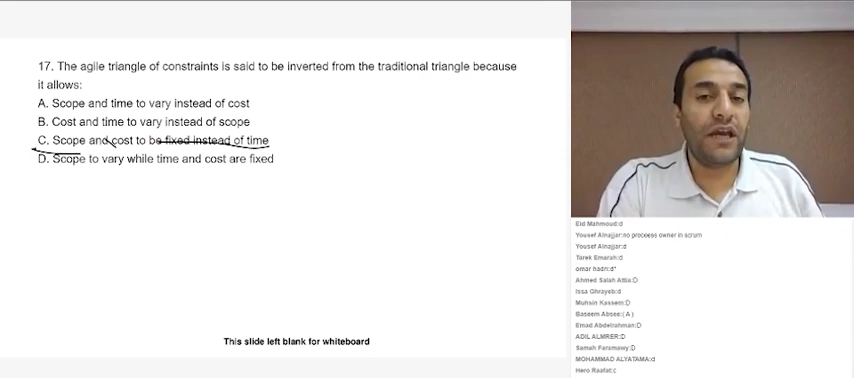 17. The agile triangle of constraints is said to be inverted from the traditional triangle because
it allows:
A. Scope and time to vary instead of cost
B. Cost and time to vary instead of scope
C. Scope and cost to be fixed instead of time
D. Scope to vary while time and cost are fixed
This slide left blank for whiteboard
Eid Mahmoud:d
Yousef Alnajjar:no proceess owner in scrum
Yousef Alnajjar:d
Tarek Emarah:d
omar hadri:d"
Ahmed Salah Attia:D
Issa Ghrayeb:d
Muhsin Kassem:D
Baseem Absee:( A )
Emad Abdelrahman:D
ADIL ALMRER:D
Samah Faramawy:D
MOHAMMAD ALYATAMA:d
Hero Raafat:c